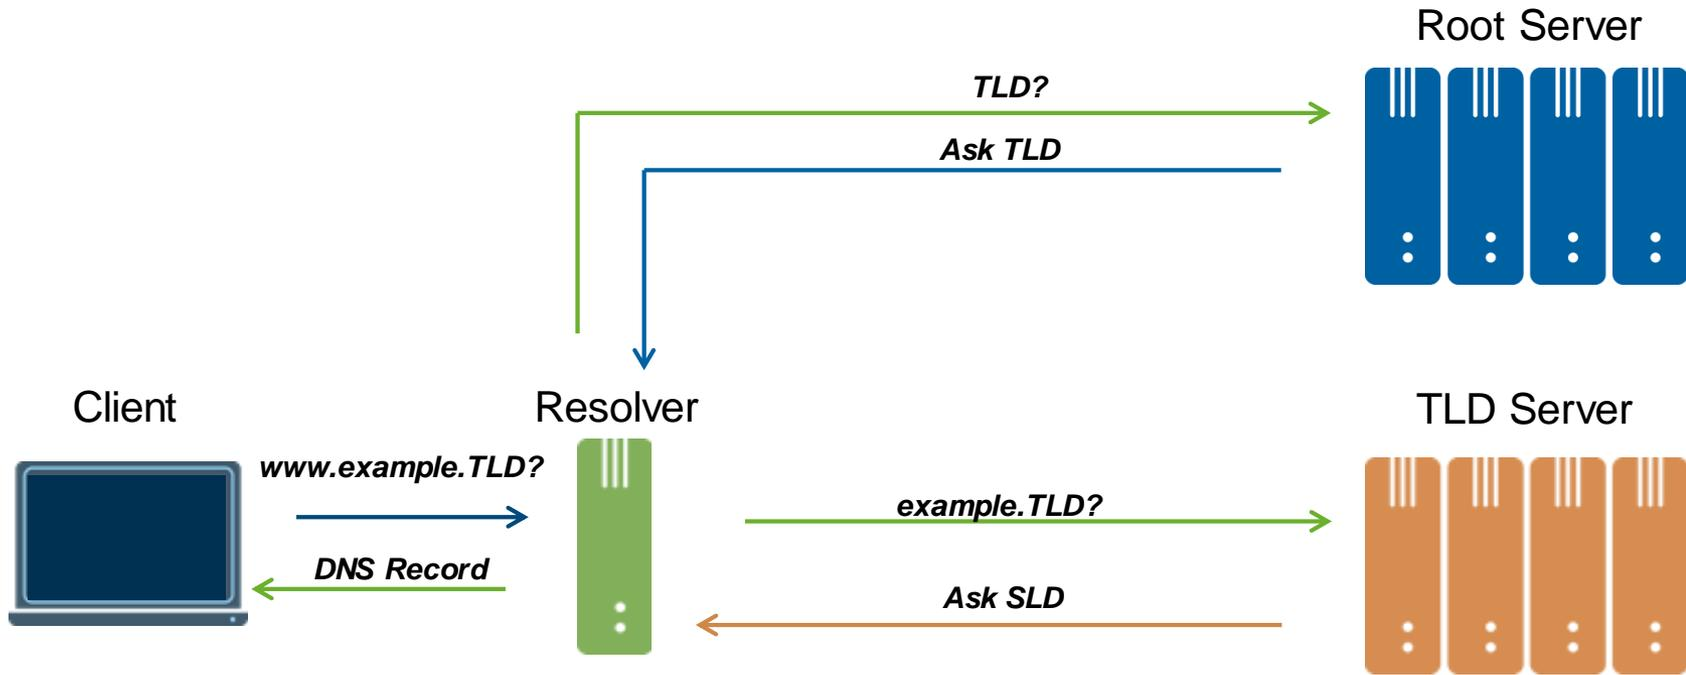 Root Server
TLD?
Ask TLD
Client
Resolver
TLD Server
www.example.TLD?
example.TLD?
DNS Record
Ask SLD